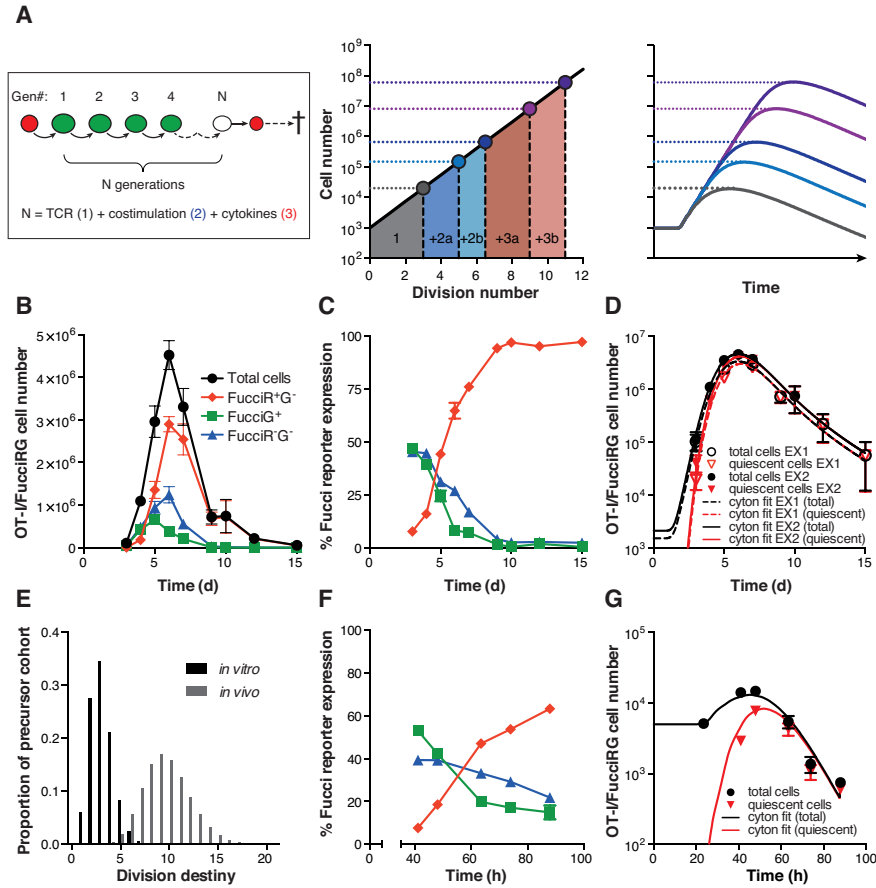 A
Gen#: 1 2 3 4 N
N generations
N = TCR (1) + costimulation (2) + cytokines (3)
Cell number
10⁹
10⁸
10⁷
10⁶
10⁵
10⁴
10³
10²
1 +2a +2b +3a +3b
0 2 4 6 8 10 12
Division number
Time
B
OT-I/FucciRG cell number
5×10⁶
4×10⁶
3×10⁶
2×10⁶
1×10⁶
0
0 5 10 15
Time (d)
Total cells
FucciR⁺G⁻
FucciG⁺
FucciR⁻G⁻
C
% Fucci reporter expression
100
75
50
25
0
0 5 10 15
Time (d)
D
OT-I/FucciRG cell number
10⁷
10⁶
10⁵
10⁴
10³
total cells EX1
quiescent cells EX1
total cells EX2
quiescent cells EX2
cyton fit EX1 (total)
cyton fit EX1 (quiescent)
cyton fit EX2 (total)
cyton fit EX2 (quiescent)
0 5 10 15
Time (d)
E
Proportion of precursor cohort
0.4
0.3
0.2
0.1
0.0
in vitro
in vivo
0 5 10 15 20
Division destiny
F
% Fucci reporter expression
100
80
60
40
20
0
0 40 60 80 100
Time (h)
G
OT-I/FucciRG cell number
10⁵
10⁴
10³
10²
total cells
quiescent cells
cyton fit (total)
cyton fit (quiescent)
0 20 40 60 80 100
Time (h)